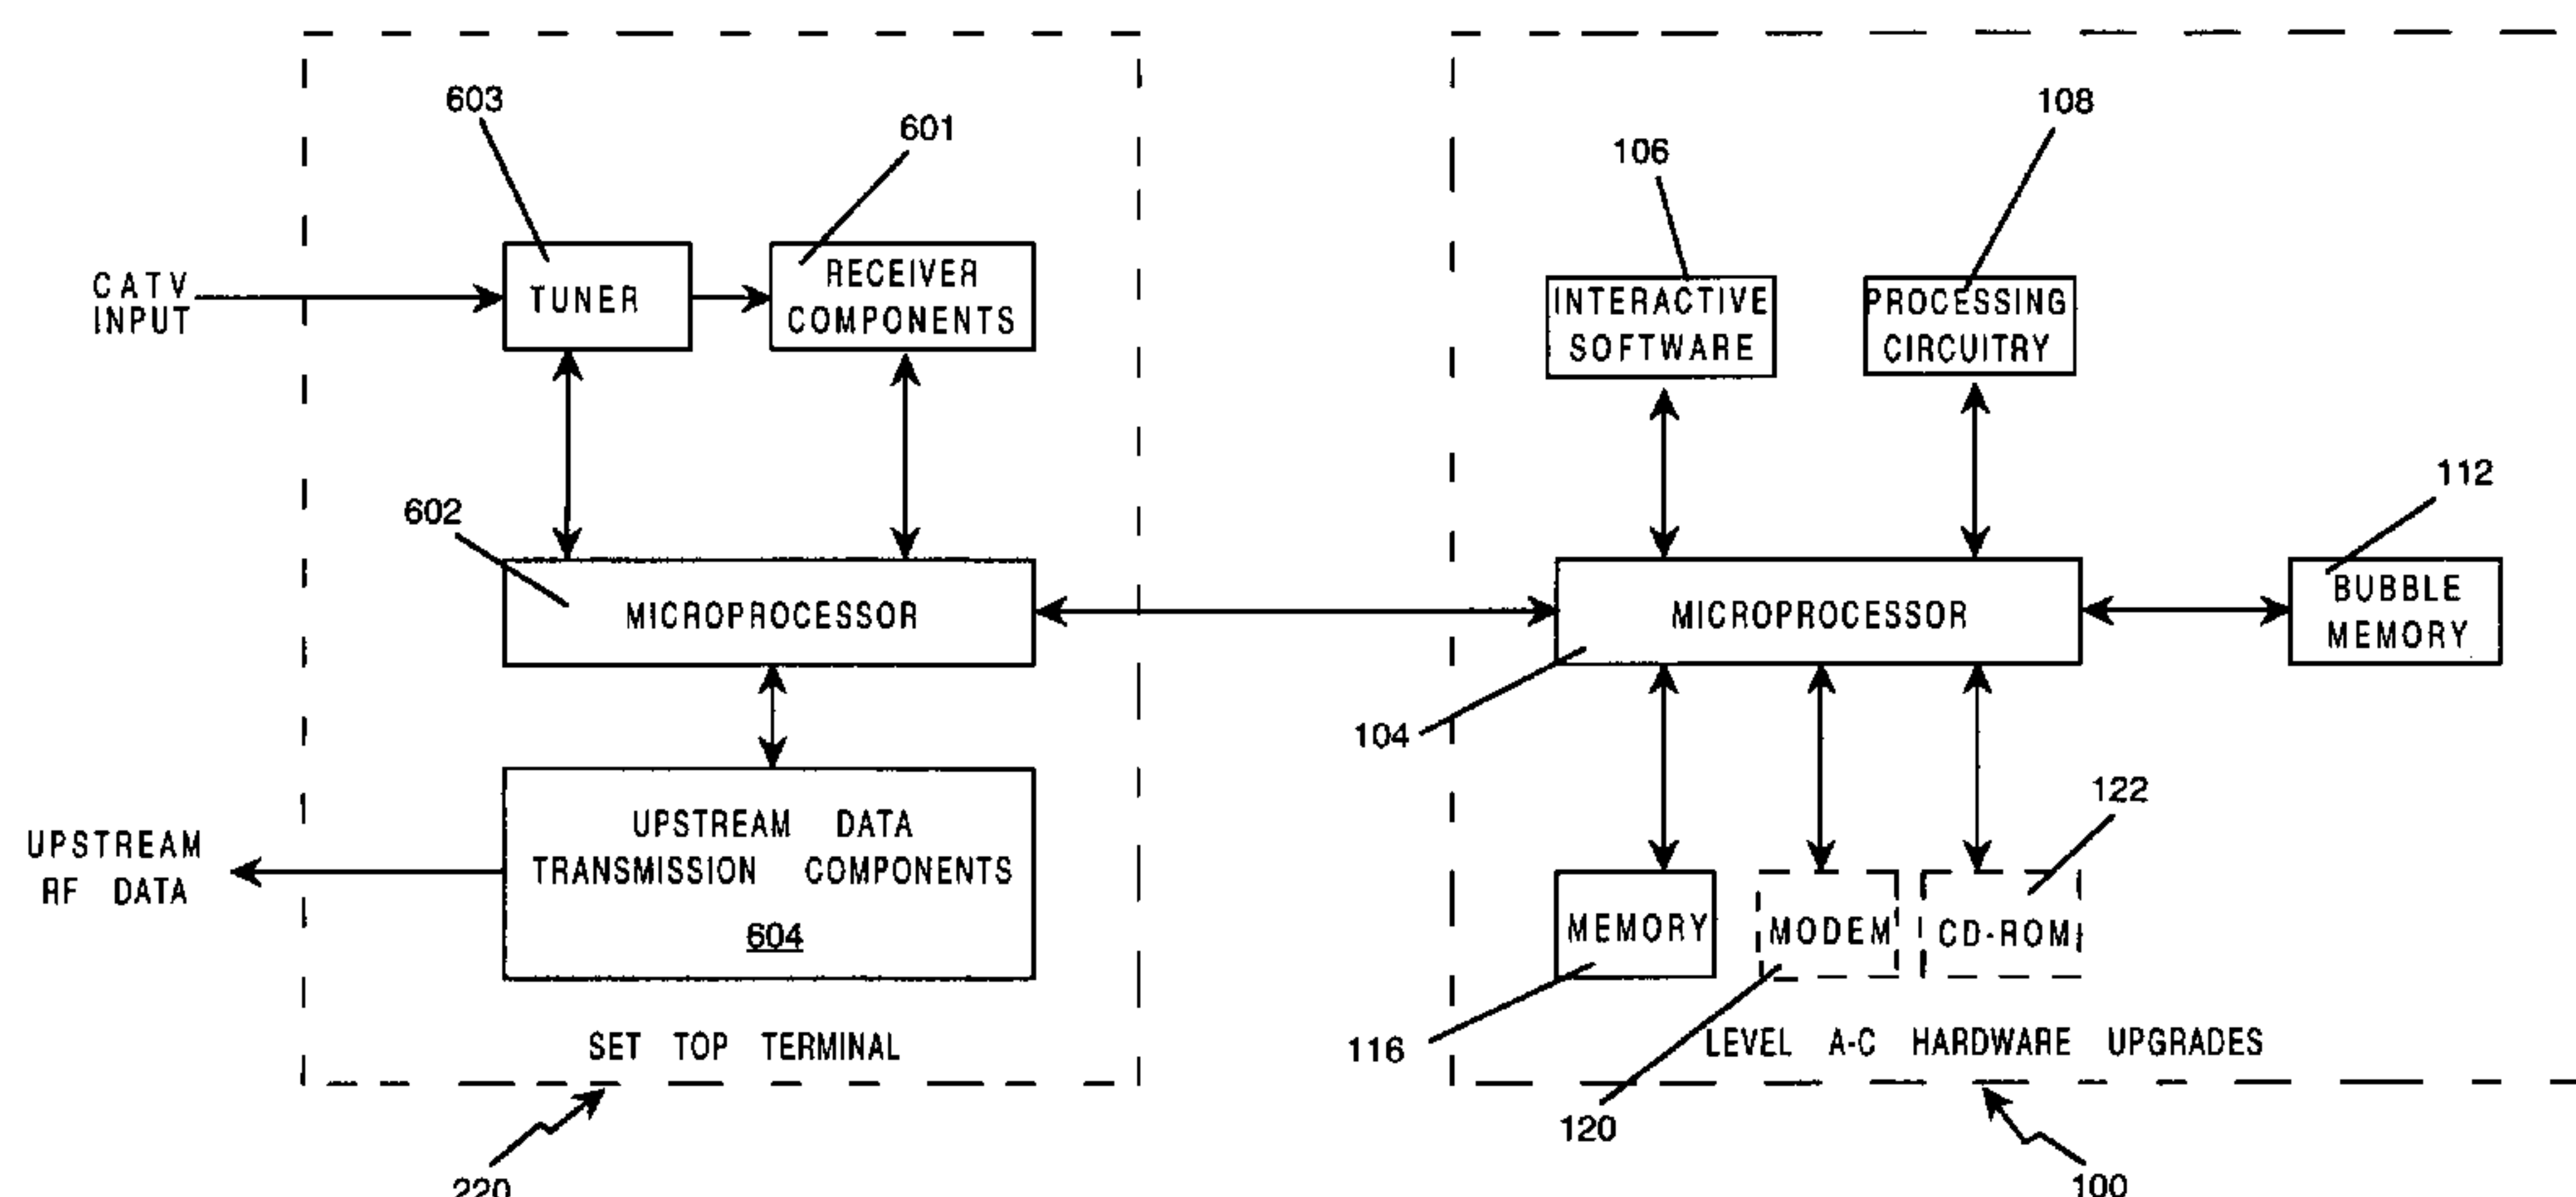 603
601
108
106
CATV
INPUT
TUNER
RECEIVER
COMPONENTS
INTERACTIVE
SOFTWARE
PROCESSING
CIRCUITRY
602
112
MICROPROCESSOR
MICROPROCESSOR
BUBBLE
MEMORY
104
122
UPSTREAM
RF DATA
UPSTREAM DATA
TRANSMISSION COMPONENTS
604
MEMORY
MODEM
CD-ROM
116
SET TOP TERMINAL
LEVEL A-C HARDWARE UPGRADES
120
220
100